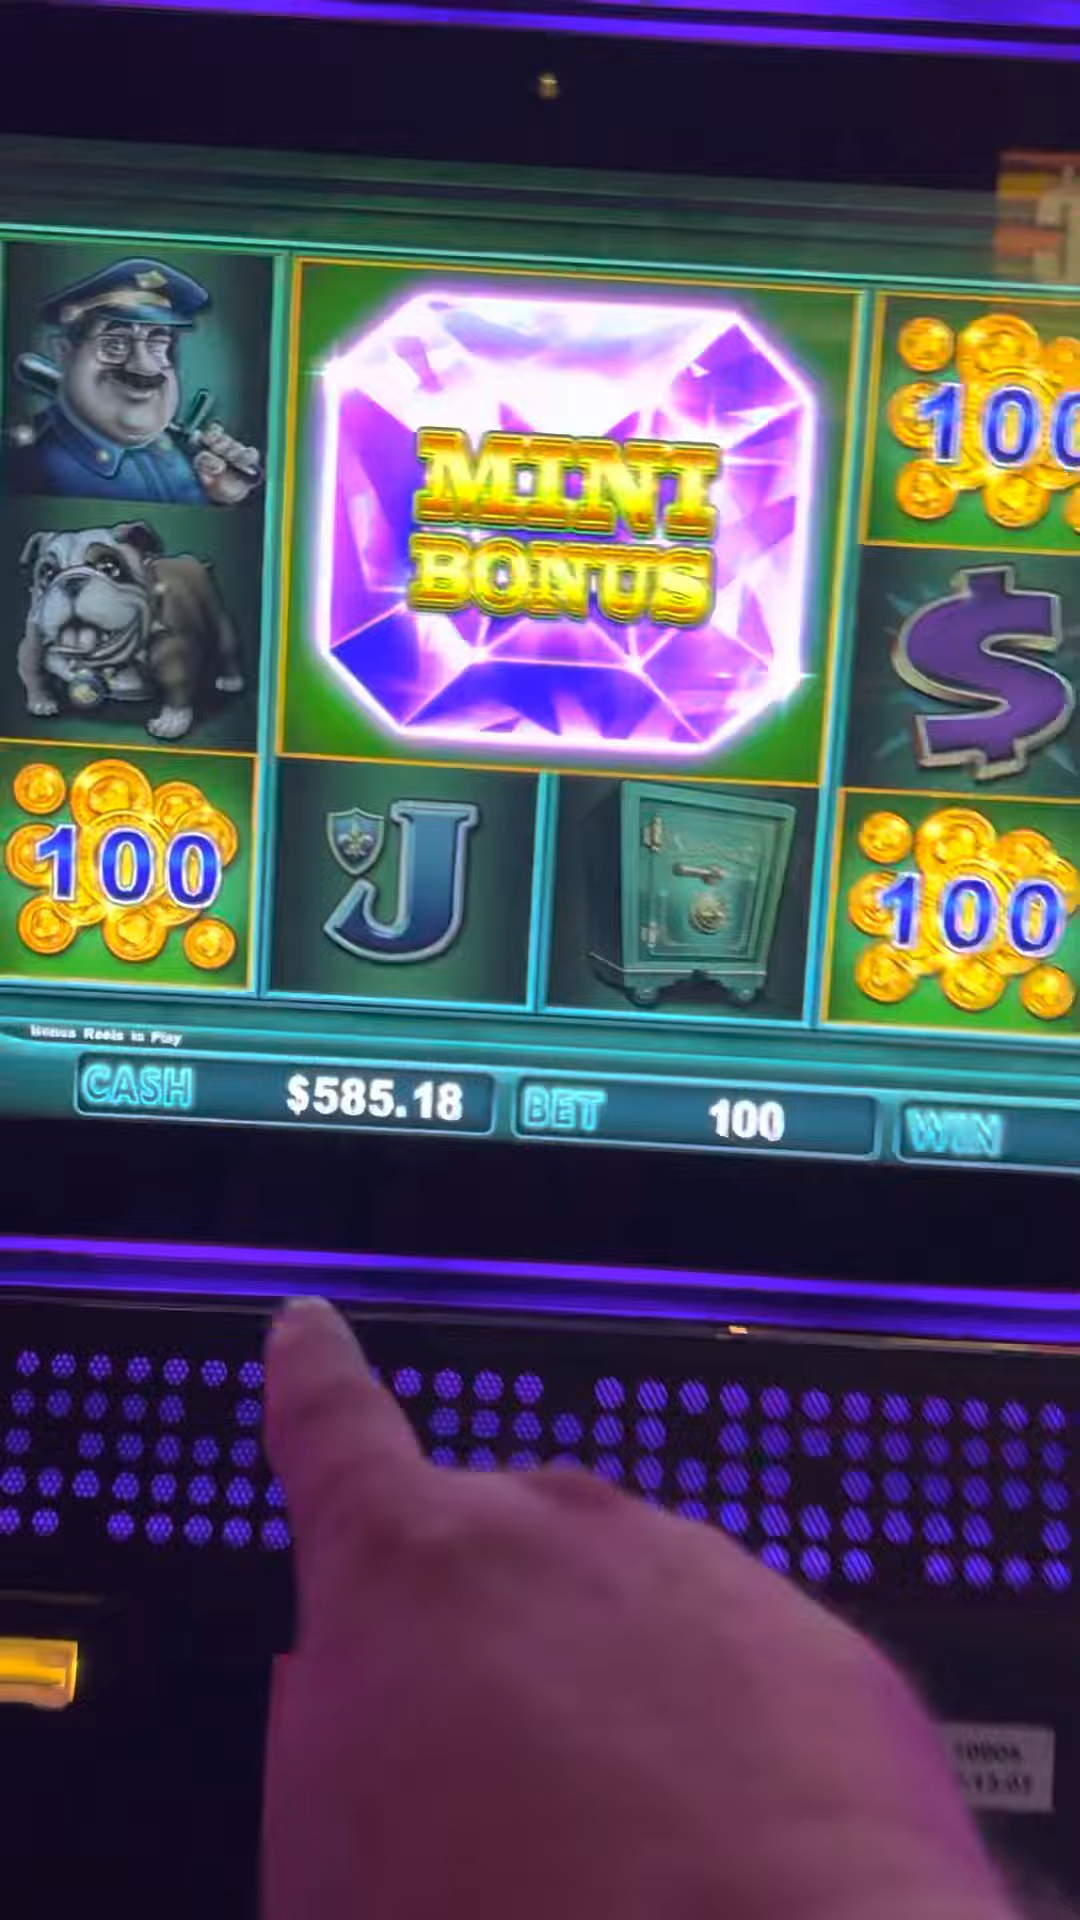 MINI
BONUS
100
100
J
100
Bonus Reels in Play
CASH $585.18 BET 100 WIN